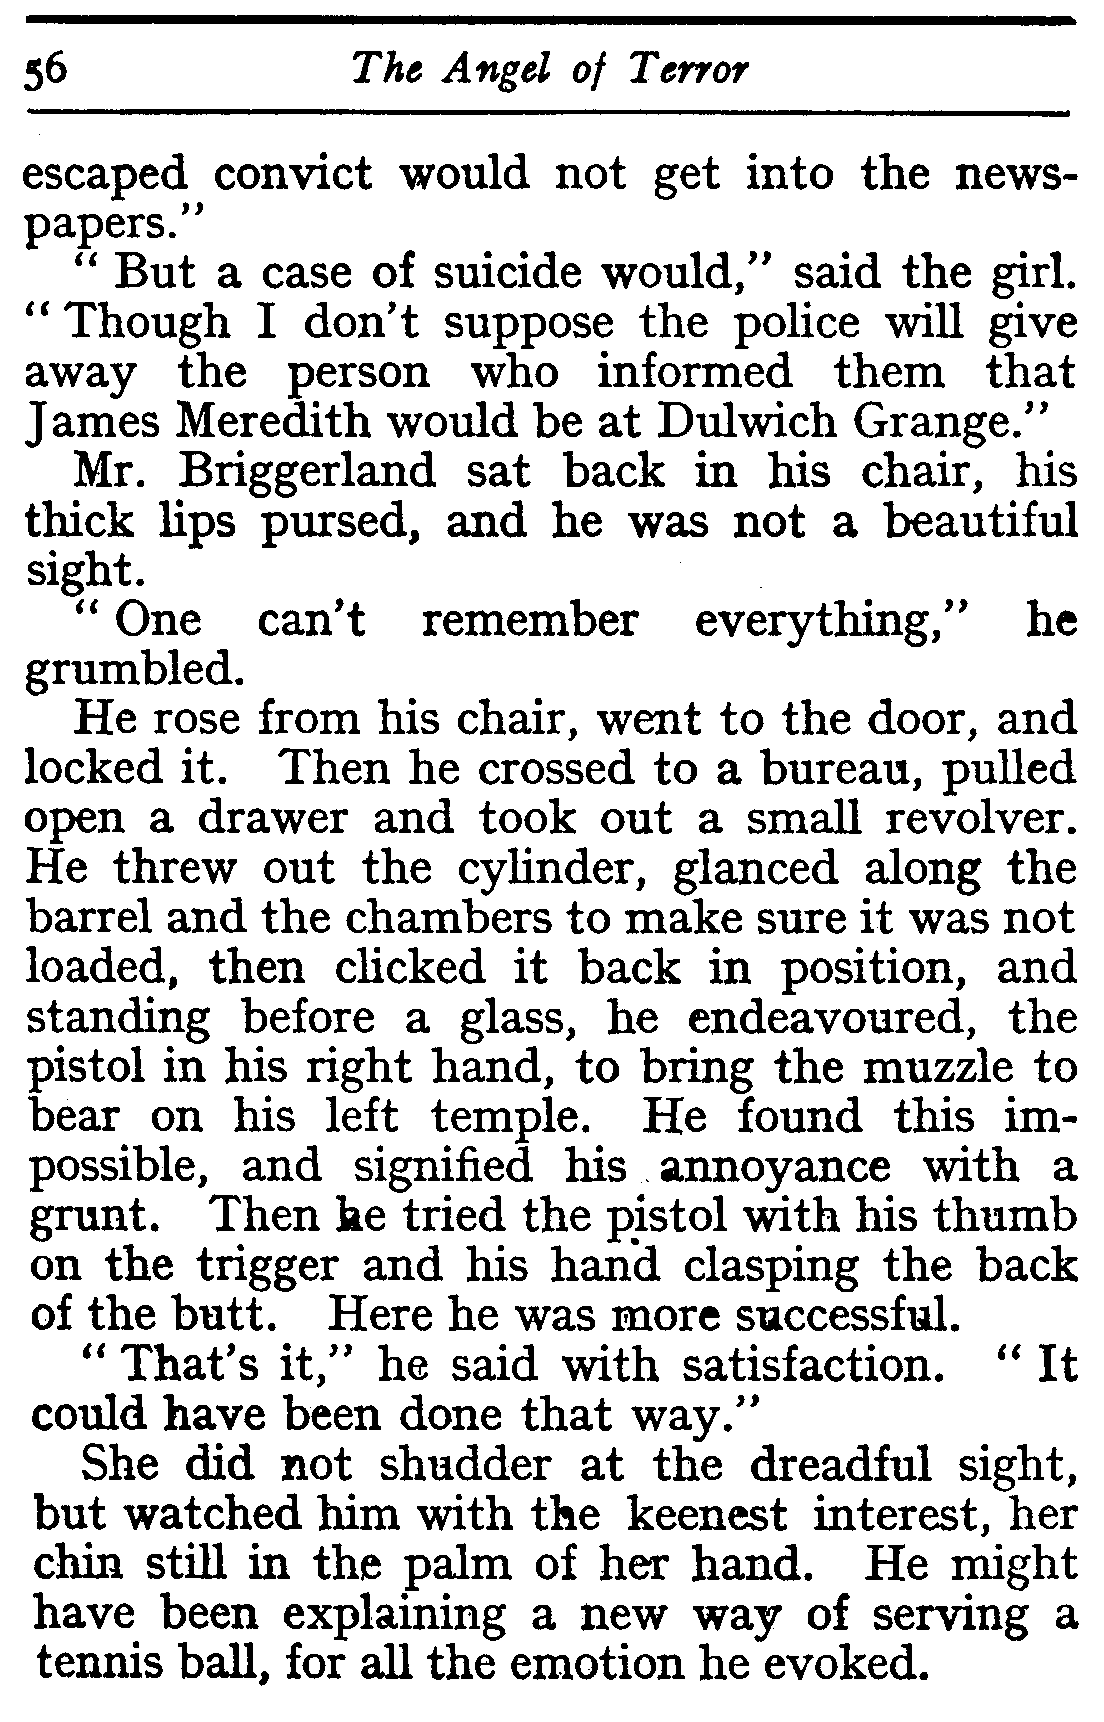 56 The Angel of Terror
escaped convict would not get into the news-
papers."
" But a case of suicide would," said the girl.
" Though I don't suppose the police will give
away the person who informed them that
James Meredith would be at Dulwich Grange."
Mr. Briggerland sat back in his chair, his
thick lips pursed, and he was not a beautiful
sight.
" One can't remember everything," he
grumbled.
He rose from his chair, went to the door, and
locked it. Then he crossed to a bureau, pulled
open a drawer and took out a small revolver.
He threw out the cylinder, glanced along the
barrel and the chambers to make sure it was not
loaded, then clicked it back in position, and
standing before a glass, he endeavoured, the
pistol in his right hand, to bring the muzzle to
bear on his left temple. He found this im-
possible, and signified his annoyance with a
grunt. Then he tried the pistol with his thumb
on the trigger and his hand clasping the back
of the butt. Here he was more successful.
" That's it," he said with satisfaction. " It
could have been done that way."
She did not shudder at the dreadful sight,
but watched him with the keenest interest, her
chin still in the palm of her hand. He might
have been explaining a new way of serving a
tennis ball, for all the emotion he evoked.